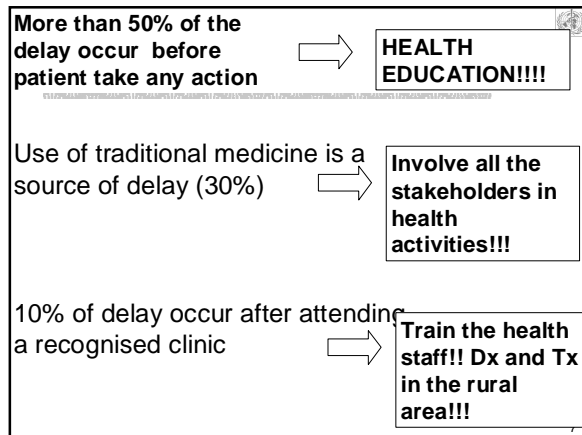 More than 50% of the
delay occur before
patient take any action
HEALTH
EDUCATION!!!!
Use of traditional medicine is a
source of delay (30%)
Involve all the
stakeholders in
health
activities!!!
10% of delay occur after attending
a recognised clinic
Train the health
staff!! Dx and Tx
in the rural
area!!!